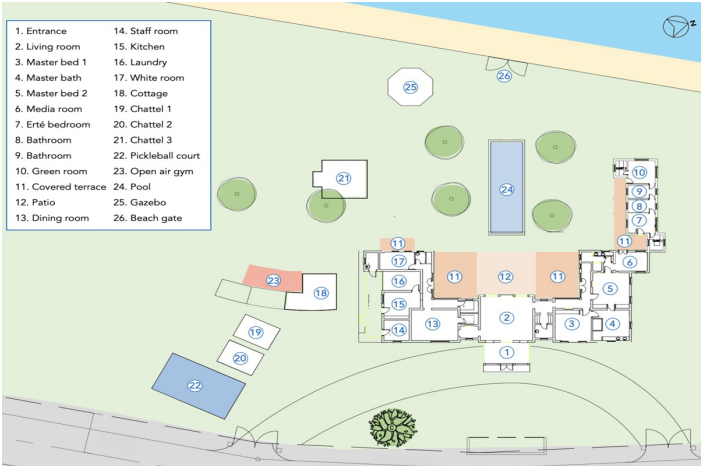 1. Entrance
2. Living room
3. Master bed 1
4. Master bath
5. Master bed 2
6. Media room
7. Erté bedroom
8. Bathroom
9. Bathroom
10. Green room
11. Covered terrace
12. Patio
13. Dining room
14. Staff room
15. Kitchen
16. Laundry
17. White room
18. Cottage
19. Chattel 1
20. Chattel 2
21. Chattel 3
22. Pickleball court
23. Open air gym
24. Pool
25. Gazebo
26. Beach gate
N
26
25
21
24
10
9
8
7
11
6
11
17
11
12
11
23
18
16
5
15
19
14
13
2
3
4
20
1
22